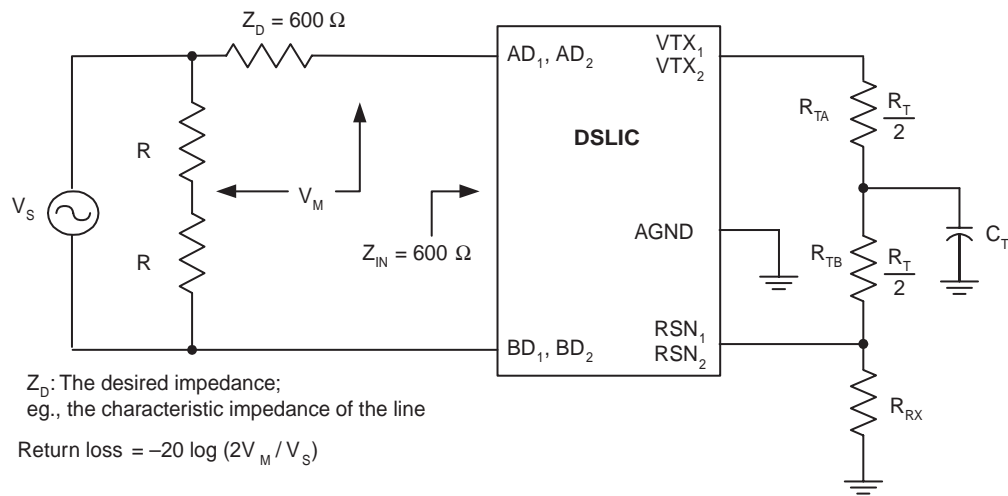 Z_D = 600 Ω
AD₁, AD₂
VTX₁
VTX₂
R_TA
R_T
2
DSLIC
R
V_M
V_S
Z_IN = 600 Ω
AGND
C_T
R
R_TB
R_T
2
RSN₁
RSN₂
BD₁, BD₂
R_RX
Z_D: The desired impedance;
eg., the characteristic impedance of the line
Return loss = –20 log (2V_M / V_S)